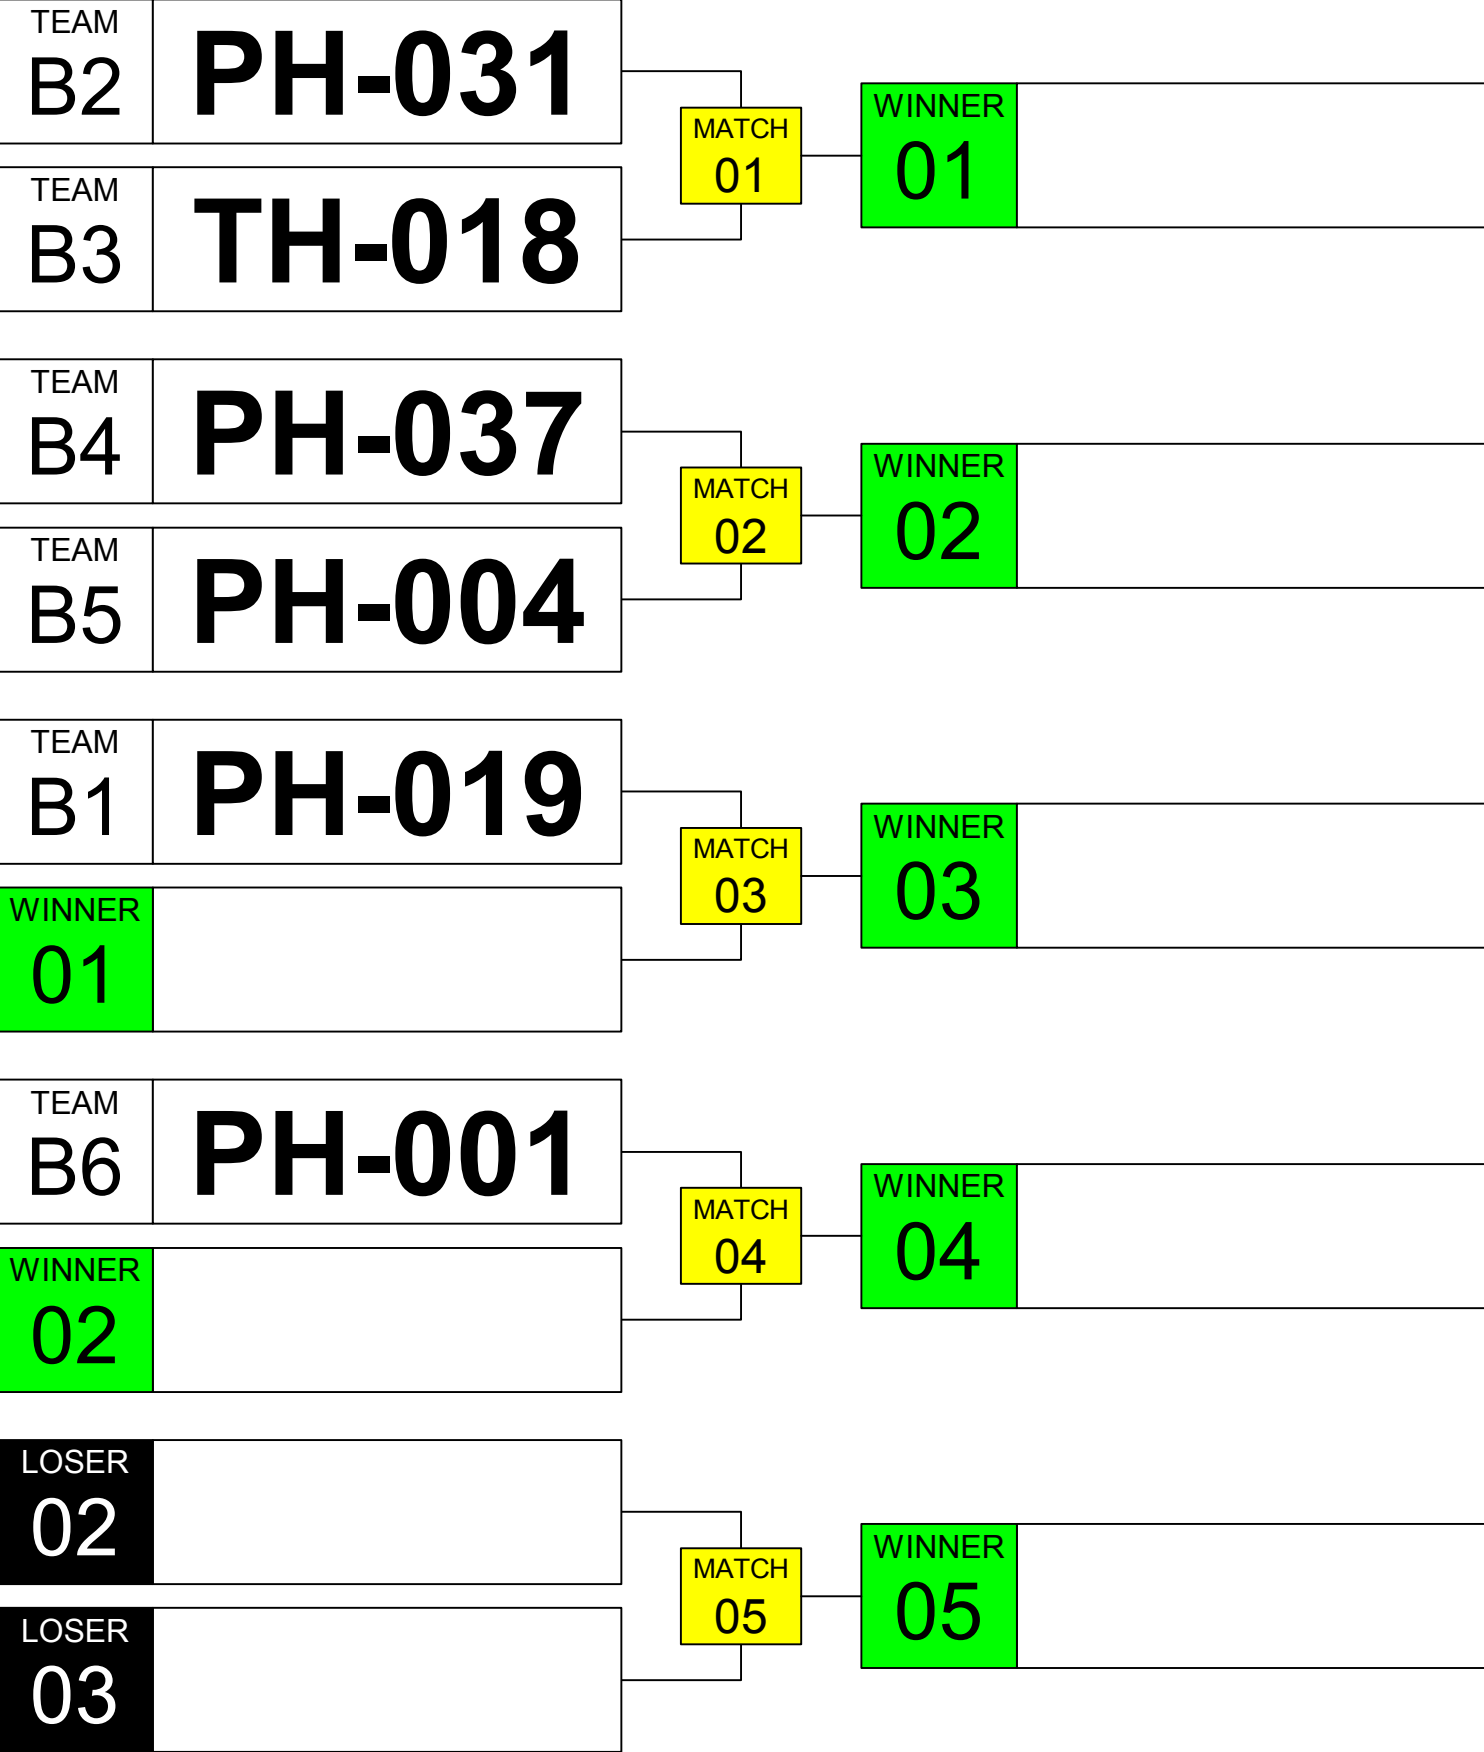 TEAM
B2
PH-031
MATCH
01
WINNER
01
TEAM
B3
TH-018
TEAM
B4
PH-037
MATCH
02
WINNER
02
TEAM
B5
PH-004
TEAM
B1
PH-019
MATCH
03
WINNER
03
WINNER
01
TEAM
B6
PH-001
MATCH
04
WINNER
04
WINNER
02
LOSER
02
MATCH
05
WINNER
05
LOSER
03